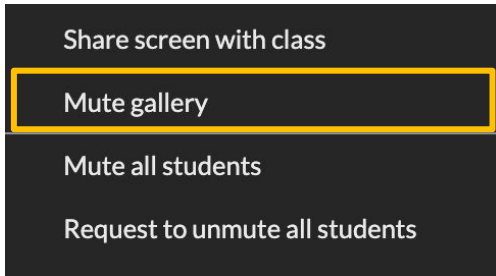 Share screen with class
Mute gallery
Mute all students
Request to unmute all students